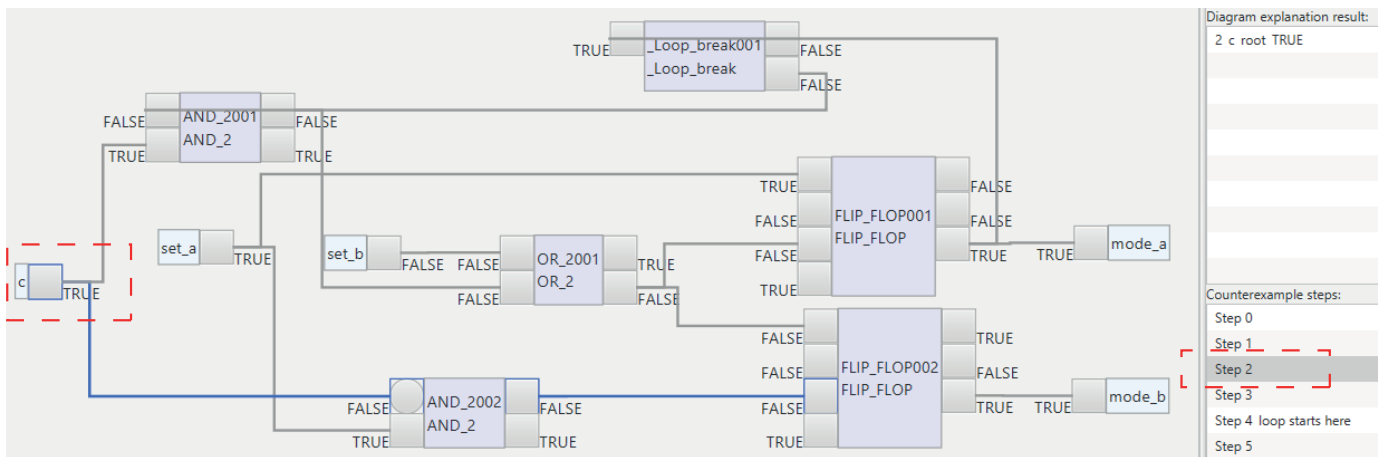 Diagram explanation result:
2 c root TRUE
TRUE
_Loop_break001
_Loop_break
FALSE
FALSE
FALSE
AND_2001
AND_2
FALSE
TRUE
TRUE
c
TRUE
set_a
TRUE
set_b
FALSE
FALSE
OR_2001
OR_2
TRUE
FALSE
FALSE
TRUE
FLIP_FLOP001
FLIP_FLOP
FALSE
FALSE
FALSE
FALSE
TRUE
TRUE
TRUE
mode_a
FALSE
AND_2002
AND_2
FALSE
TRUE
TRUE
FALSE
FLIP_FLOP002
FLIP_FLOP
TRUE
FALSE
FALSE
FALSE
TRUE
TRUE
TRUE
mode_b
Counterexample steps:
Step 0
Step 1
Step 2
Step 3
Step 4 loop starts here
Step 5